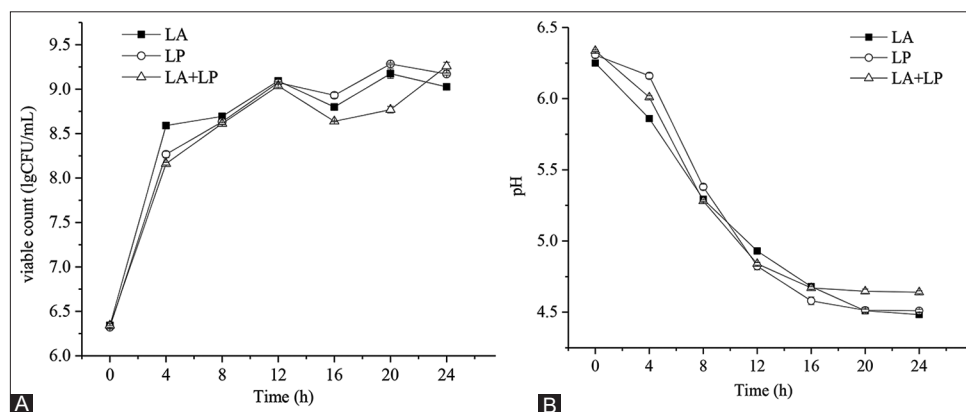 LA
LP
LA+LP
9.5
9.0
8.5
8.0
7.5
7.0
6.5
6.0
viable count (lgCFU/mL)
0 4 8 12 16 20 24
Time (h)
A
LA
LP
LA+LP
6.5
6.0
5.5
5.0
4.5
pH
0 4 8 12 16 20 24
Time (h)
B